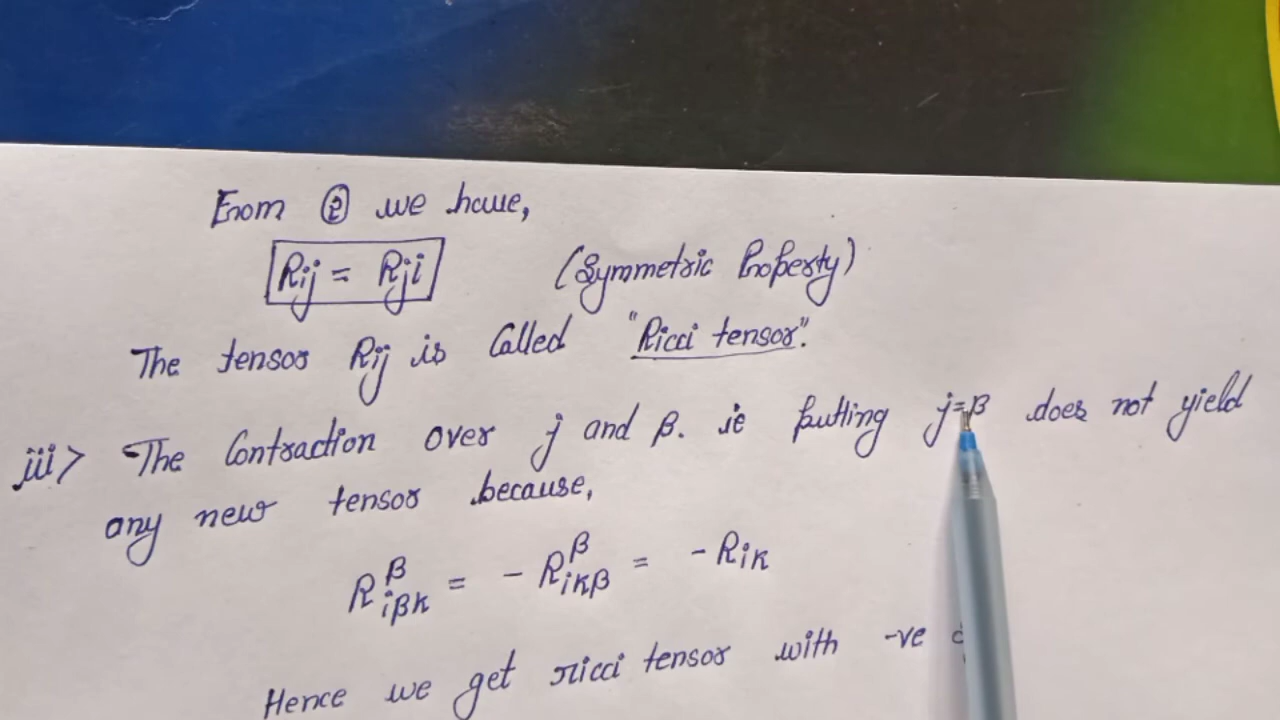 From ② we have,
Rij = Rji (Symmetric Property)
The tensor Rij is called "Ricci tensor".
iii> The Contraction over j and β. ie putting j=β does not yield
any new tensor because,
R^β_iβk = - R^β_ikβ = - Rik
Hence we get ricci tensor with -ve